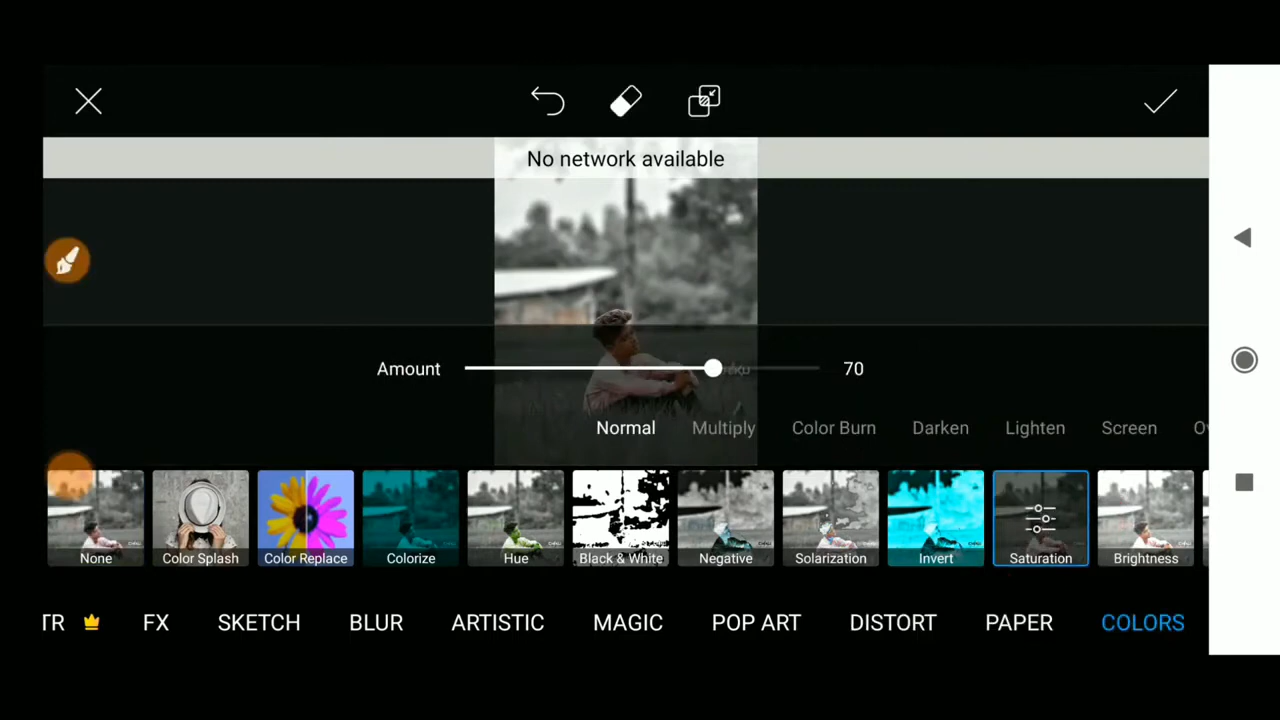 No network available
Amount
70
Normal Multiply Color Burn Darken Lighten Screen
None Color Splash Color Replace Colorize Hue Black & White Negative Solarization Invert Saturation Brightness
TR FX SKETCH BLUR ARTISTIC MAGIC POP ART DISTORT PAPER COLORS